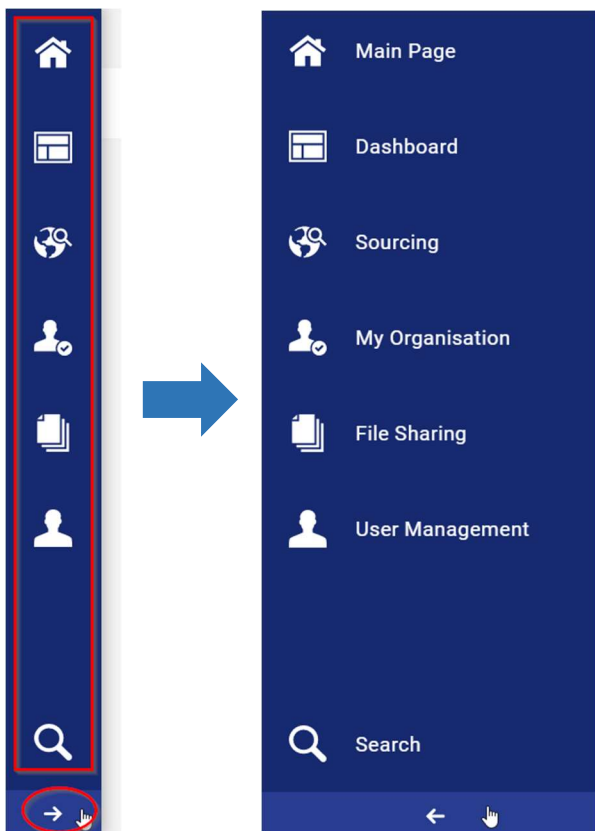 Main Page
Dashboard
Sourcing
My Organisation
File Sharing
User Management
Search